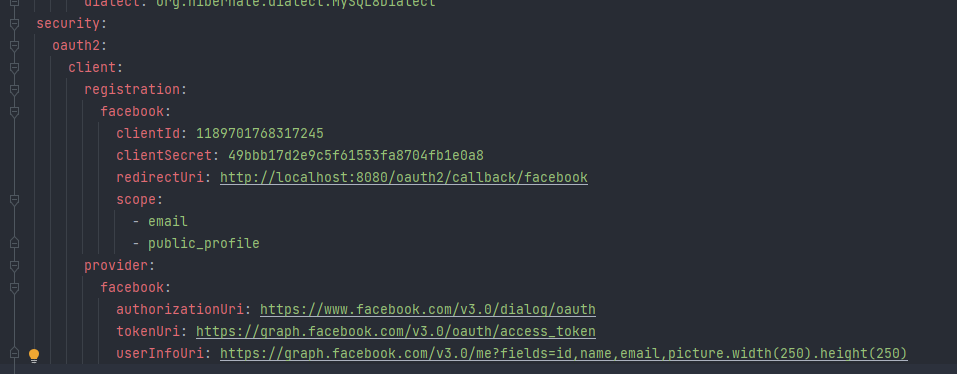 dialect: org.hibernate.dialect.MySQL8Dialect
security:
oauth2:
client:
registration:
facebook:
clientId: 1189701768317245
clientSecret: 49bbb17d2e9c5f61553fa8704fb1e0a8
redirectUri: http://localhost:8080/oauth2/callback/facebook
scope:
- email
- public_profile
provider:
facebook:
authorizationUri: https://www.facebook.com/v3.0/dialog/oauth
tokenUri: https://graph.facebook.com/v3.0/oauth/access_token
userInfoUri: https://graph.facebook.com/v3.0/me?fields=id,name,email,picture.width(250).height(250)